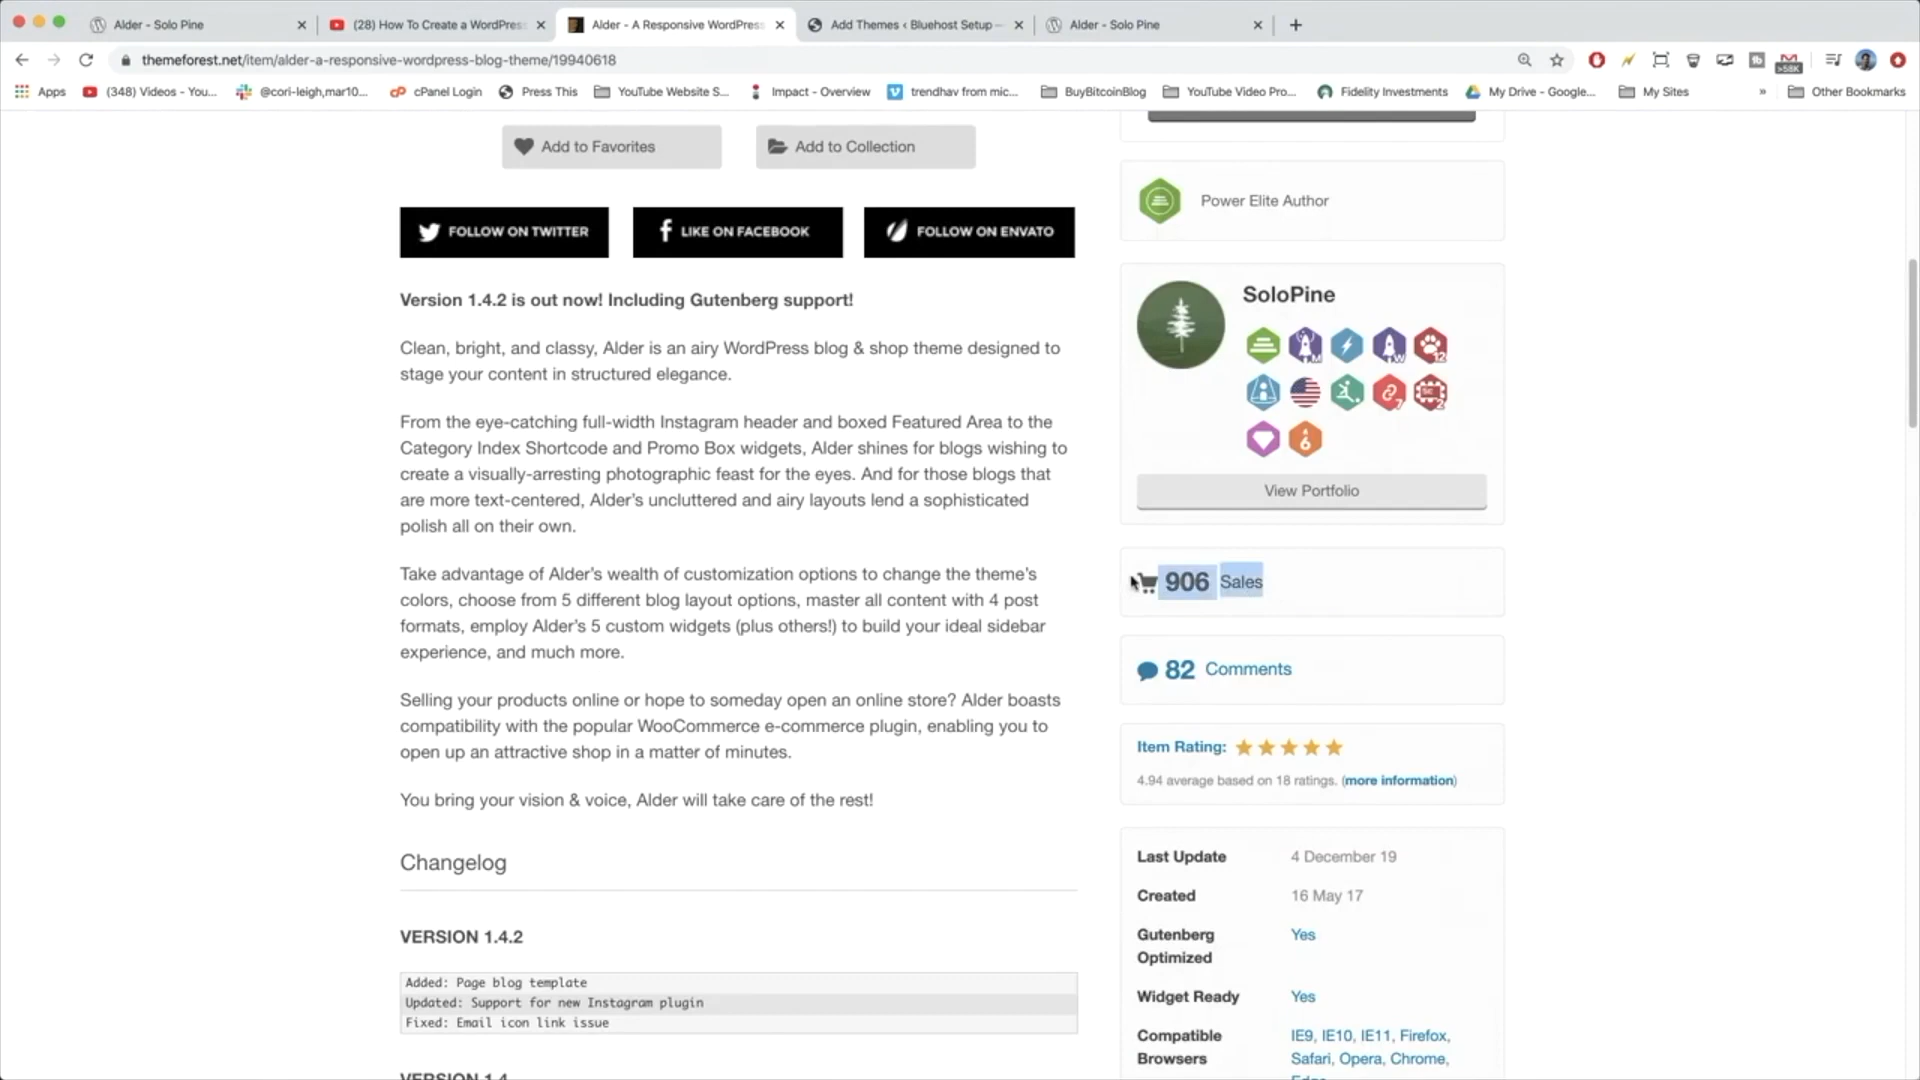 Alder - Solo Pine
(28) How To Create a WordPress
Alder - A Responsive WordPress
Add Themes ‹ Bluehost Setup —
Alder - Solo Pine
themeforest.net/item/alder-a-responsive-wordpress-blog-theme/19940618
>58K
Apps
(348) Videos - You...
@cori-leigh,mar10...
cPanel Login
Press This
YouTube Website S...
Impact - Overview
trendhav from mic...
BuyBitcoinBlog
YouTube Video Pro...
Fidelity Investments
My Drive - Google...
My Sites
»
Other Bookmarks
Add to Favorites
Add to Collection
FOLLOW ON TWITTER
LIKE ON FACEBOOK
FOLLOW ON ENVATO
Version 1.4.2 is out now! Including Gutenberg support!
Clean, bright, and classy, Alder is an airy WordPress blog & shop theme designed to
stage your content in structured elegance.
From the eye-catching full-width Instagram header and boxed Featured Area to the
Category Index Shortcode and Promo Box widgets, Alder shines for blogs wishing to
create a visually-arresting photographic feast for the eyes. And for those blogs that
are more text-centered, Alder's uncluttered and airy layouts lend a sophisticated
polish all on their own.
Take advantage of Alder's wealth of customization options to change the theme's
colors, choose from 5 different blog layout options, master all content with 4 post
formats, employ Alder's 5 custom widgets (plus others!) to build your ideal sidebar
experience, and much more.
Selling your products online or hope to someday open an online store? Alder boasts
compatibility with the popular WooCommerce e-commerce plugin, enabling you to
open up an attractive shop in a matter of minutes.
You bring your vision & voice, Alder will take care of the rest!
Changelog
VERSION 1.4.2
Added: Page blog template
Updated: Support for new Instagram plugin
Fixed: Email icon link issue
VERSION 1.4
Power Elite Author
SoloPine
View Portfolio
906 Sales
82 Comments
Item Rating:
4.94 average based on 18 ratings. (more information)
Last Update 4 December 19
Created 16 May 17
Gutenberg Yes
Optimized
Widget Ready Yes
Compatible IE9, IE10, IE11, Firefox,
Browsers Safari, Opera, Chrome,
Edge